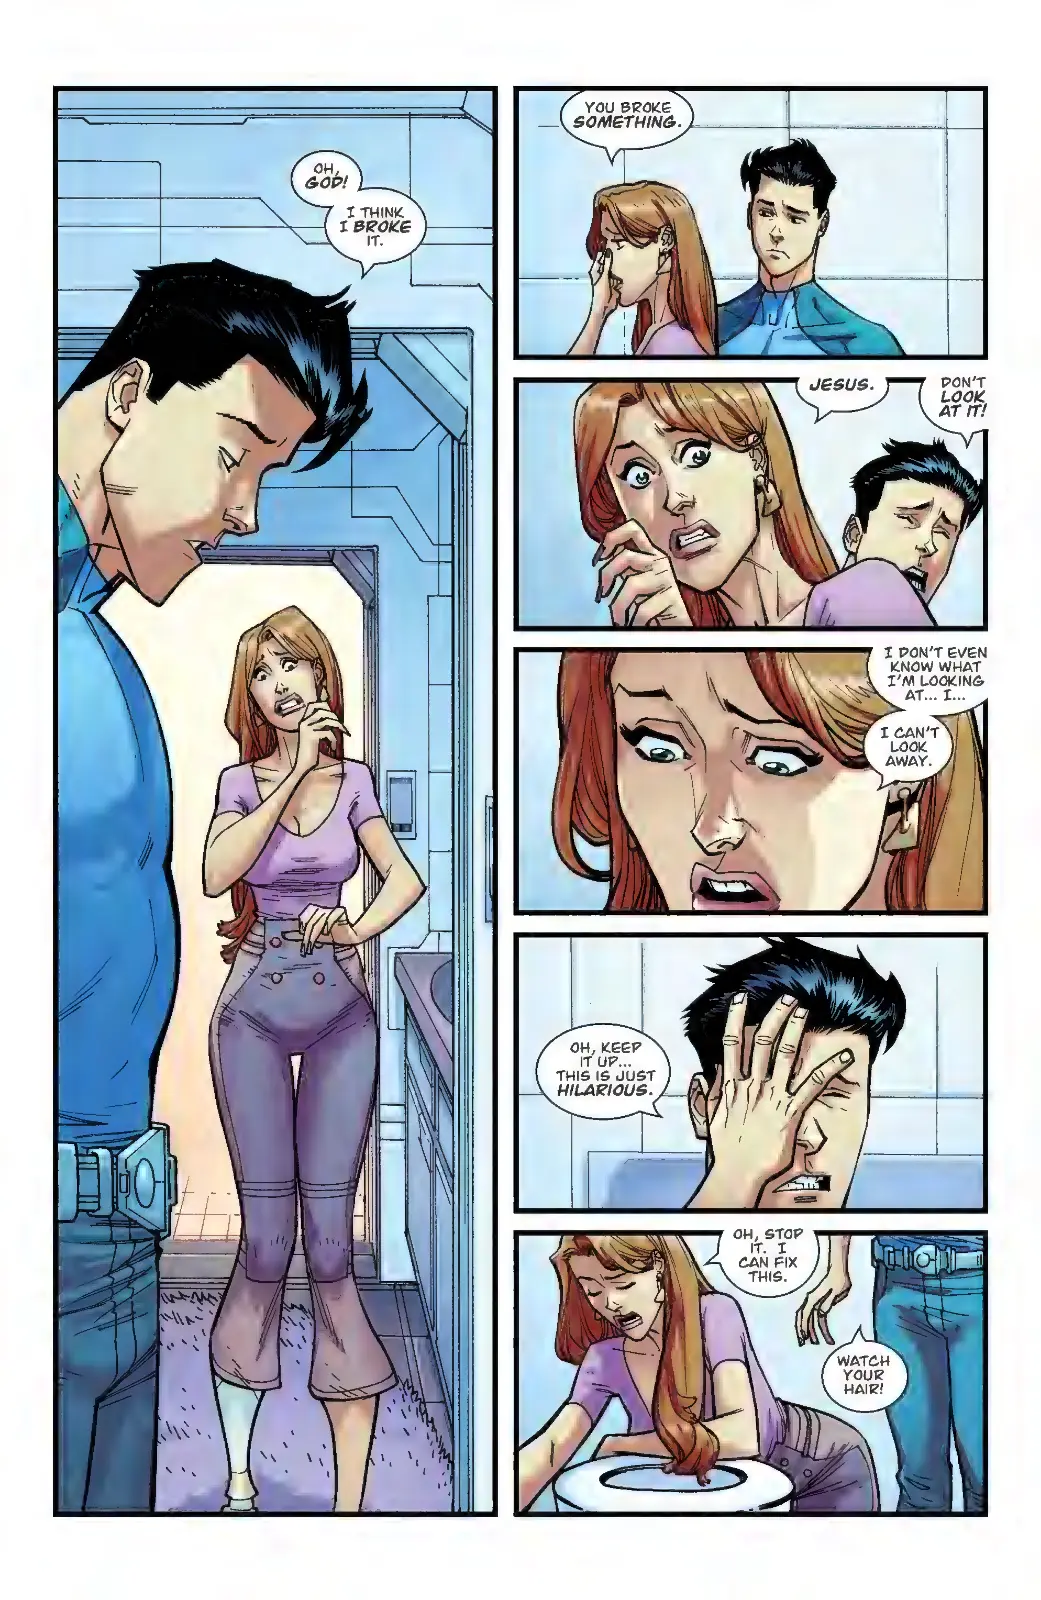 OH,
GOD!
I THINK
I BROKE
IT.
YOU BROKE
SOMETHING.
JESUS.
DON'T
LOOK
AT IT!
I DON'T EVEN
KNOW WHAT
I'M LOOKING
AT... I...
I CAN'T
LOOK
AWAY.
OH, KEEP
IT UP...
THIS IS JUST
HILARIOUS.
OH, STOP
IT. I
CAN FIX
THIS.
WATCH
YOUR
HAIR!